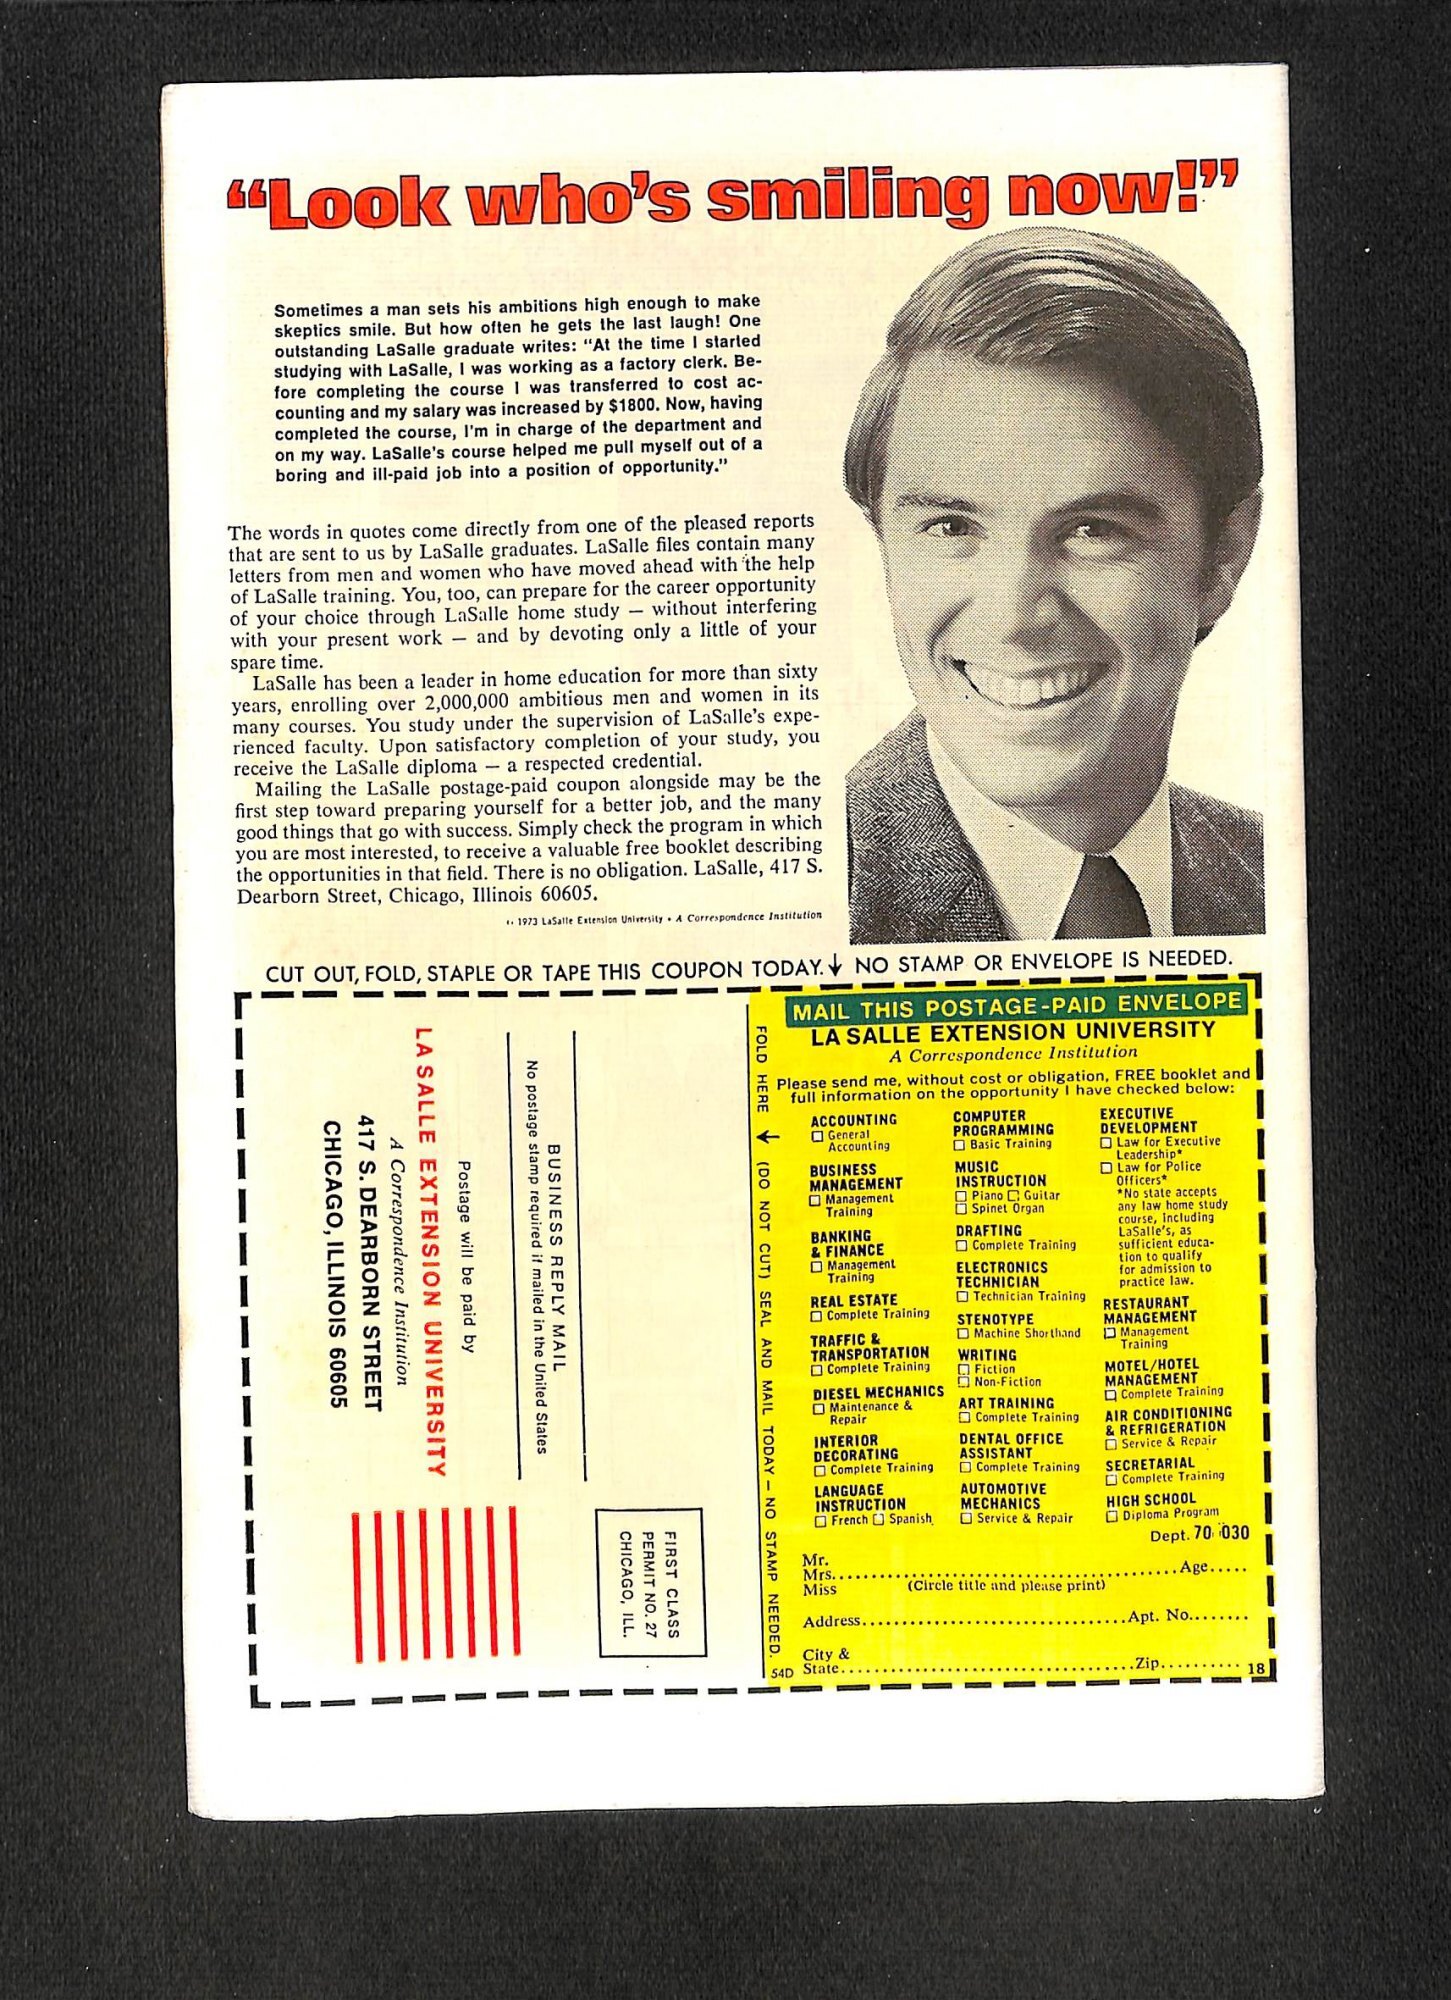 “Look who’s smiling now!”
Sometimes a man sets his ambitions high enough to make
skeptics smile. But how often he gets the last laugh! One
outstanding LaSalle graduate writes: “At the time I started
studying with LaSalle, I was working as a factory clerk. Be-
fore completing the course I was transferred to cost ac-
counting and my salary was increased by $1800. Now, having
completed the course, I'm in charge of the department and
on my way. LaSalle's course helped me pull myself out of a
boring and ill-paid job into a position of opportunity.”
The words in quotes come directly from one of the pleased reports
that are sent to us by LaSalle graduates. LaSalle files contain many
letters from men and women who have moved ahead with the help
of LaSalle training. You, too, can prepare for the career opportunity
of your choice through LaSalle home study — without interfering
with your present work — and by devoting only a little of your
spare time.
LaSalle has been a leader in home education for more than sixty
years, enrolling over 2,000,000 ambitious men and women in its
many courses. You study under the supervision of LaSalle's expe-
rienced faculty. Upon satisfactory completion of your study, you
receive the LaSalle diploma — a respected credential.
Mailing the LaSalle postage-paid coupon alongside may be the
first step toward preparing yourself for a better job, and the many
good things that go with success. Simply check the program in which
you are most interested, to receive a valuable free booklet describing
the opportunities in that field. There is no obligation. LaSalle, 417 S.
Dearborn Street, Chicago, Illinois 60605.
1973 LaSalle Extension University • A Correspondence Institution
CUT OUT, FOLD, STAPLE OR TAPE THIS COUPON TODAY.↓ NO STAMP OR ENVELOPE IS NEEDED.
FIRST CLASS
PERMIT NO. 27
CHICAGO, ILL.
BUSINESS REPLY MAIL
No postage stamp required if mailed in the United States
Postage will be paid by
LA SALLE EXTENSION UNIVERSITY
A Correspondence Institution
417 S. DEARBORN STREET
CHICAGO, ILLINOIS 60605
FOLD HERE ↓ (DO NOT CUT) SEAL AND MAIL TODAY — NO STAMP NEEDED.
MAIL THIS POSTAGE-PAID ENVELOPE
LA SALLE EXTENSION UNIVERSITY
A Correspondence Institution
Please send me, without cost or obligation, FREE booklet and
full information on the opportunity I have checked below:
ACCOUNTING
☐ General
Accounting
BUSINESS
MANAGEMENT
☐ Management
Training
BANKING
& FINANCE
☐ Management
Training
REAL ESTATE
☐ Complete Training
TRAFFIC &
TRANSPORTATION
☐ Complete Training
DIESEL MECHANICS
☐ Maintenance &
Repair
INTERIOR
DECORATING
☐ Complete Training
LANGUAGE
INSTRUCTION
☐ French ☐ Spanish
COMPUTER
PROGRAMMING
☐ Basic Training
MUSIC
INSTRUCTION
☐ Piano ☐ Guitar
☐ Spinet Organ
DRAFTING
☐ Complete Training
ELECTRONICS
TECHNICIAN
☐ Technician Training
STENOTYPE
☐ Machine Shorthand
WRITING
☐ Fiction
☐ Non-Fiction
ART TRAINING
☐ Complete Training
DENTAL OFFICE
ASSISTANT
☐ Complete Training
AUTOMOTIVE
MECHANICS
☐ Service & Repair
EXECUTIVE
DEVELOPMENT
☐ Law for Executive
Leadership*
☐ Law for Police
Officers*
*No state accepts
any law home study
course, including
LaSalle's, as
sufficient educa-
tion to qualify
for admission to
practice law.
RESTAURANT
MANAGEMENT
☐ Management
Training
MOTEL/HOTEL
MANAGEMENT
☐ Complete Training
AIR CONDITIONING
& REFRIGERATION
☐ Service & Repair
SECRETARIAL
☐ Complete Training
HIGH SCHOOL
☐ Diploma Program
Dept. 70-030
Mr.
Mrs. Age
Miss (Circle title and please print)
Address Apt. No.
City &
State Zip
54D 18